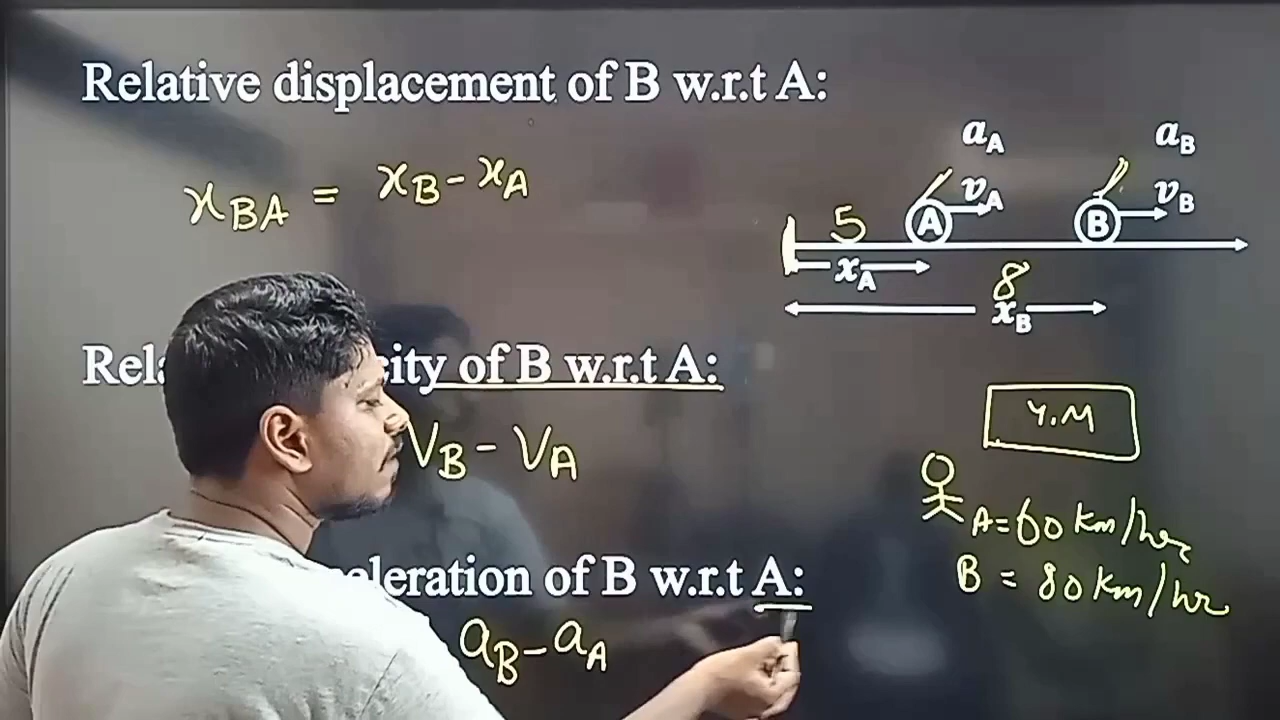 Relative displacement of B w.r.t A:
x_BA = x_B - x_A
a_A a_B
v_A v_B
A B
5
x_A
8
x_B
city of B w.r.t A:
V_B - V_A
Y.M
A = 60 km/hr
B = 80 km/hr
eleration of B w.r.t A:
a_B - a_A